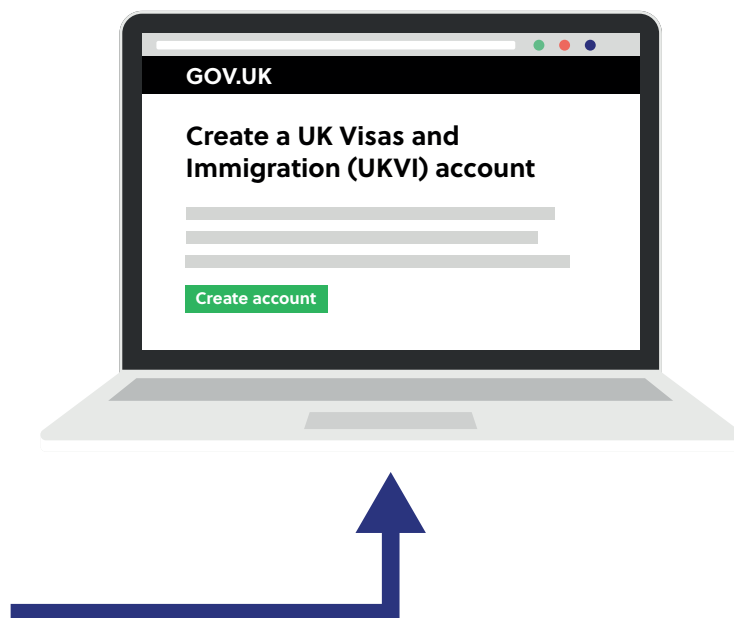 GOV.UK
Create a UK Visas and
Immigration (UKVI) account
Create account